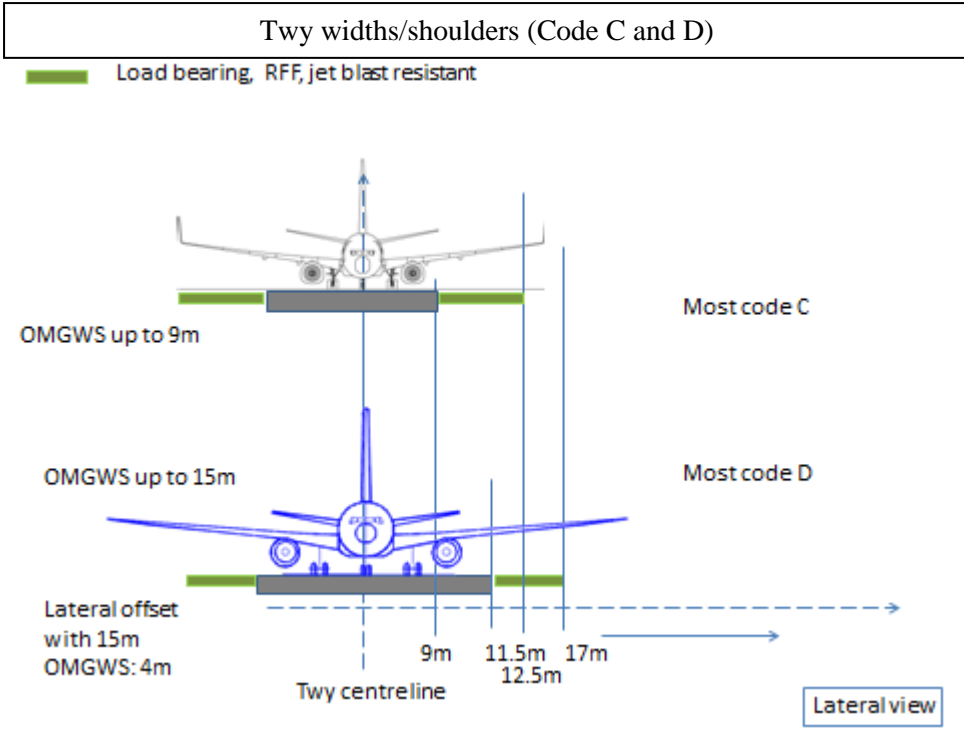 Twy widths/shoulders (Code C and D)
Load bearing, RFF, jet blast resistant
Most code C
OMGWS up to 9m
OMGWS up to 15m
Most code D
Lateral offset
with 15m
OMGWS: 4m
9m 11.5m 17m
12.5m
Twy centreline
Lateral view